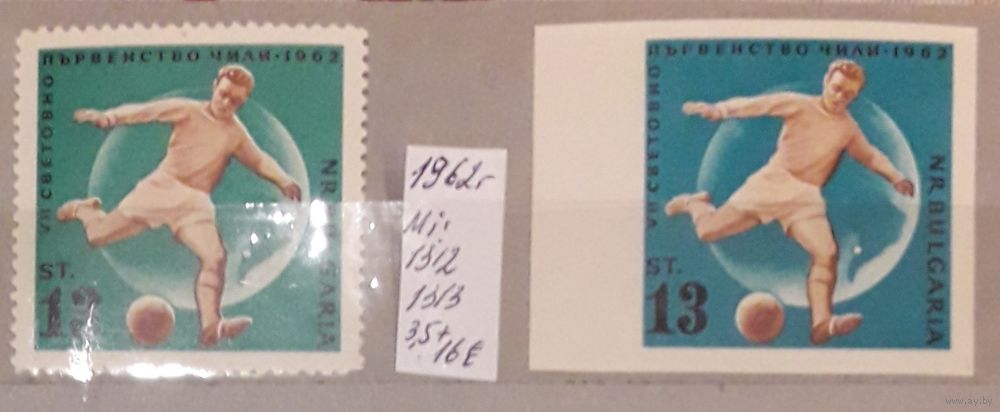 ПЪРВЕНСТВО ЧИЛИ·1962
VII СВЕТОВНО
NR BULGARIA
ST.
13
1962г
Mi:
1312
1313
3,5+
16€
ПЪРВЕНСТВО ЧИЛИ·1962
VII СВЕТОВНО
NR BULGARIA
ST.
13
www.ay.by